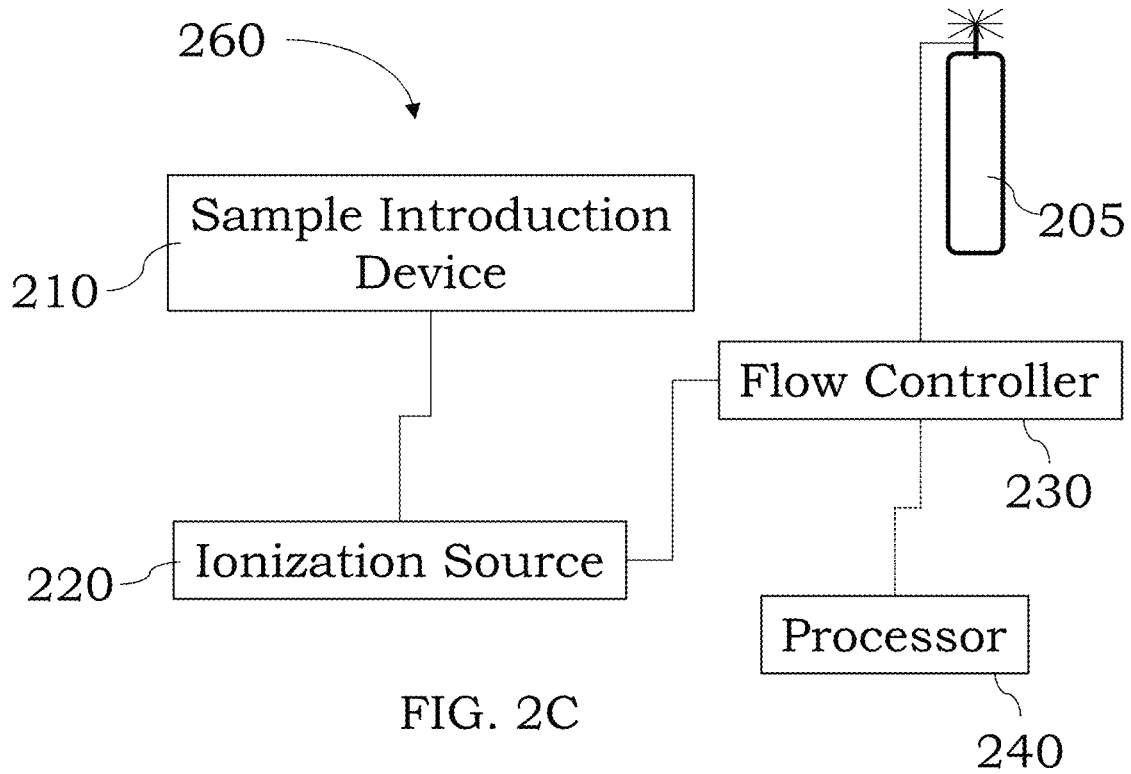 260
Sample Introduction
Device
210
205
Flow Controller
230
Ionization Source
220
Processor
240
FIG. 2C